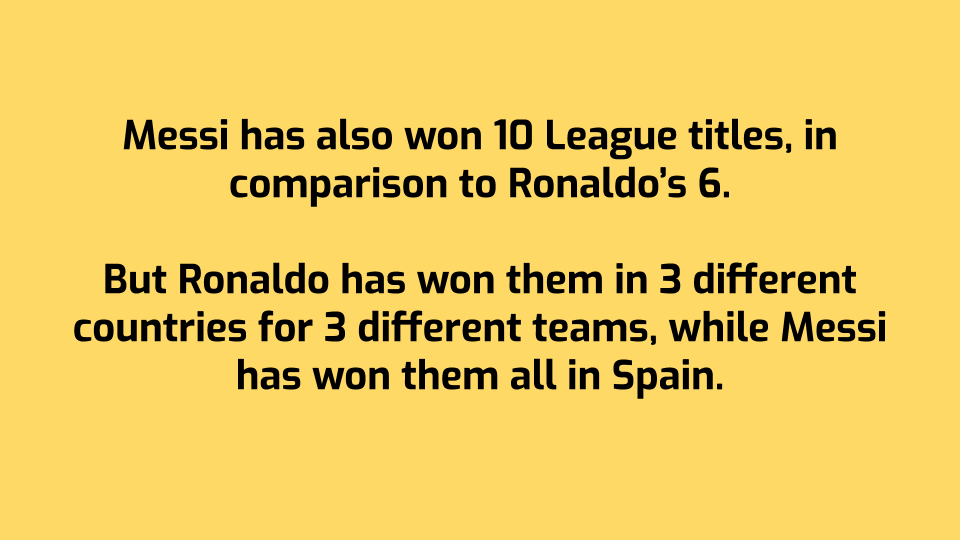 Messi has also won 10 League titles, in
comparison to Ronaldo’s 6.
But Ronaldo has won them in 3 different
countries for 3 different teams, while Messi
has won them all in Spain.